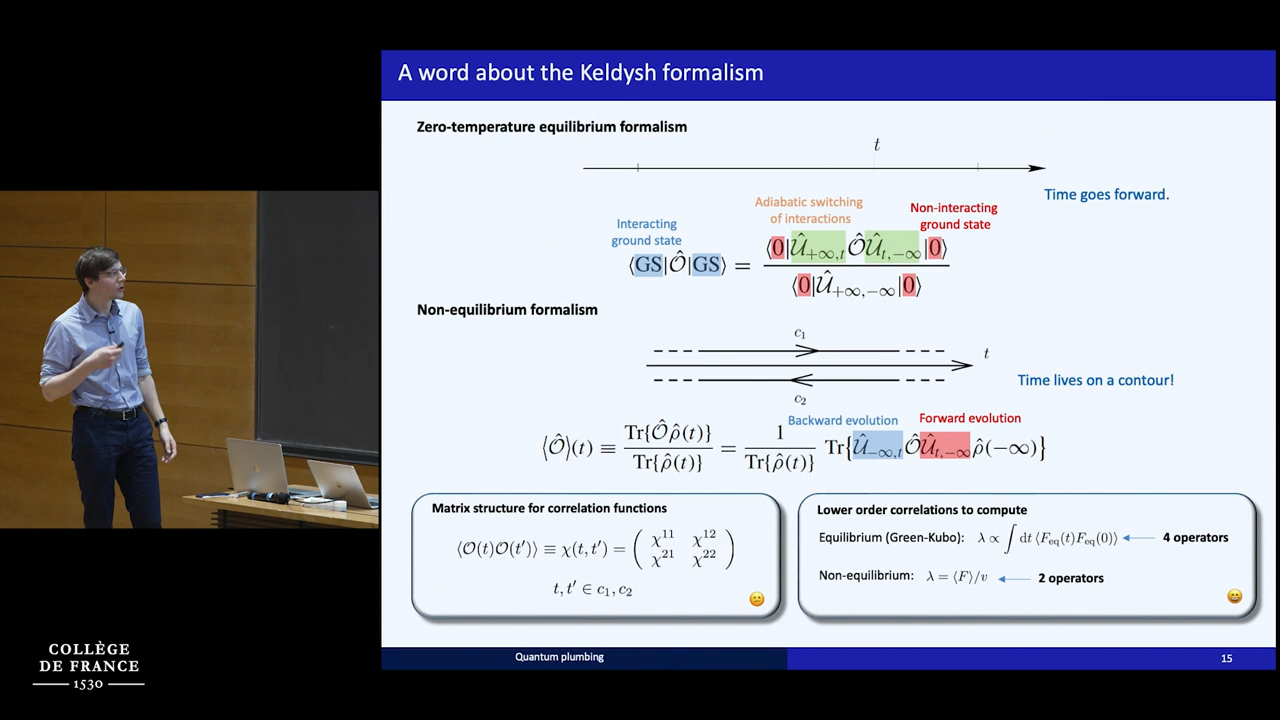 A word about the Keldysh formalism
Zero-temperature equilibrium formalism
t
Time goes forward.
Adiabatic switching
of interactions
Non-interacting
ground state
Interacting
ground state
⟨GS|Ô|GS⟩ = ⟨0|Û₊∞,t Ô Û t,₋∞|0⟩ / ⟨0|Û₊∞,₋∞|0⟩
Non-equilibrium formalism
c₁
t
Time lives on a contour!
c₂
Backward evolution
Forward evolution
⟨Ô⟩(t) ≡ Tr{Ôρ̂(t)} / Tr{ρ̂(t)} = 1 / Tr{ρ̂(t)} Tr{Û₋∞,t Ô Û t,₋∞ ρ̂(−∞)}
Matrix structure for correlation functions
⟨O(t)O(t′)⟩ ≡ χ(t, t′) = ( χ¹¹ χ¹²
χ²¹ χ²² )
t, t′ ∈ c₁, c₂
Lower order correlations to compute
Equilibrium (Green-Kubo): λ ∝ ∫ dt ⟨F_eq(t)F_eq(0)⟩ 4 operators
Non-equilibrium: λ = ⟨F⟩/v 2 operators
Quantum plumbing
15
COLLÈGE
DE FRANCE
1530